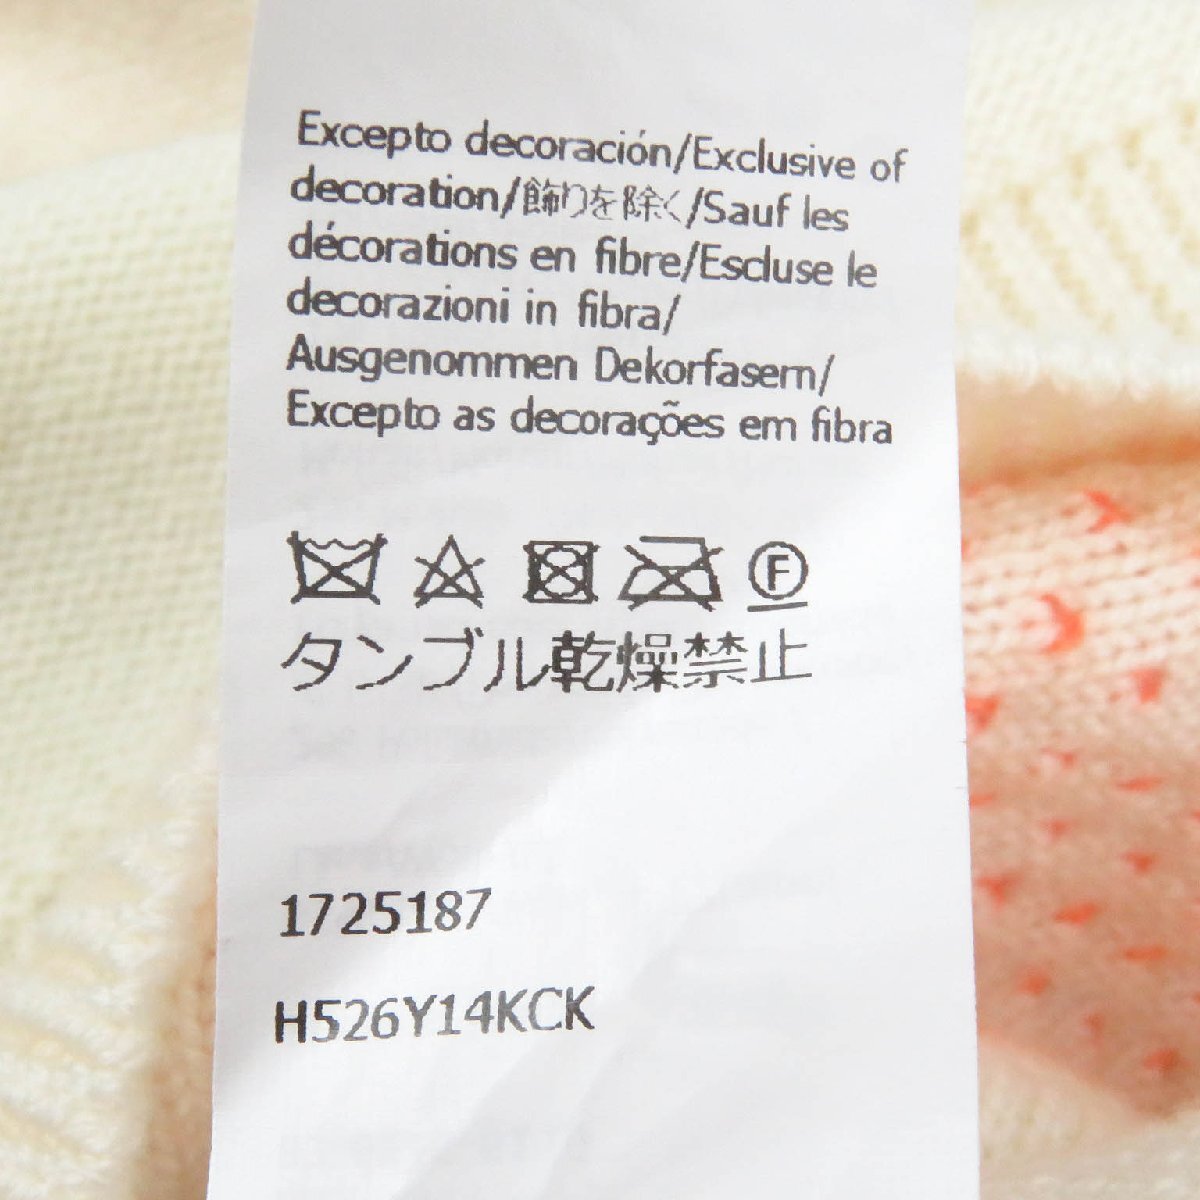 Excepto decoración/Exclusive of
decoration/飾りを除く/Sauf les
décorations en fibre/Escluse le
decorazioni in fibra/
Ausgenommen Dekorfasern/
Excepto as decorações em fibra
F
タンブル乾燥禁止
1725187
H526Y14KCK